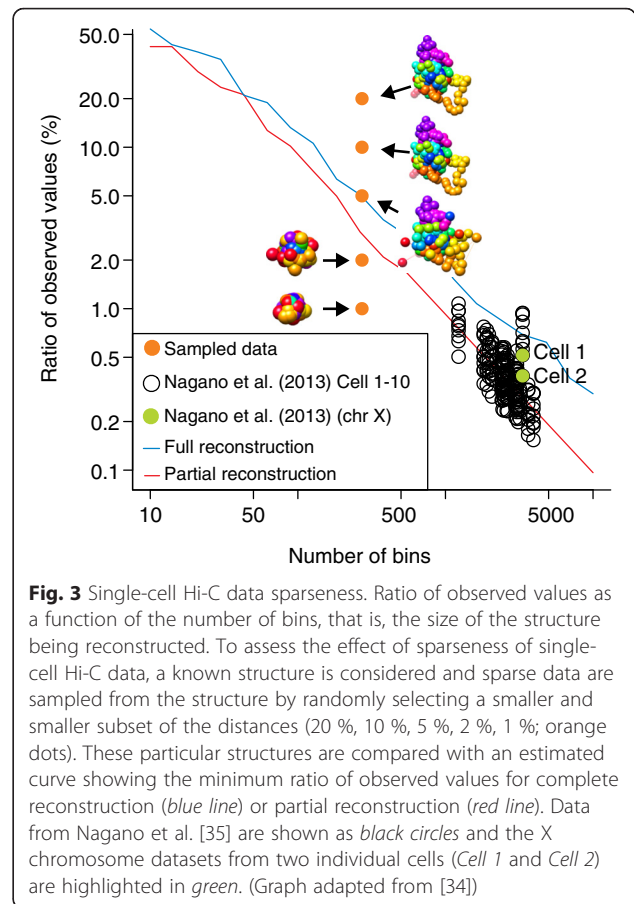 50.0
20.0
10.0
5.0
2.0
1.0
0.5
0.2
0.1
Ratio of observed values (%)
Sampled data
Nagano et al. (2013) Cell 1-10
Nagano et al. (2013) (chr X)
Full reconstruction
Partial reconstruction
Cell 1
Cell 2
10 50 500 5000
Number of bins
Fig. 3 Single-cell Hi-C data sparseness. Ratio of observed values as
a function of the number of bins, that is, the size of the structure
being reconstructed. To assess the effect of sparseness of single-
cell Hi-C data, a known structure is considered and sparse data are
sampled from the structure by randomly selecting a smaller and
smaller subset of the distances (20 %, 10 %, 5 %, 2 %, 1 %; orange
dots). These particular structures are compared with an estimated
curve showing the minimum ratio of observed values for complete
reconstruction (blue line) or partial reconstruction (red line). Data
from Nagano et al. [35] are shown as black circles and the X
chromosome datasets from two individual cells (Cell 1 and Cell 2)
are highlighted in green. (Graph adapted from [34])